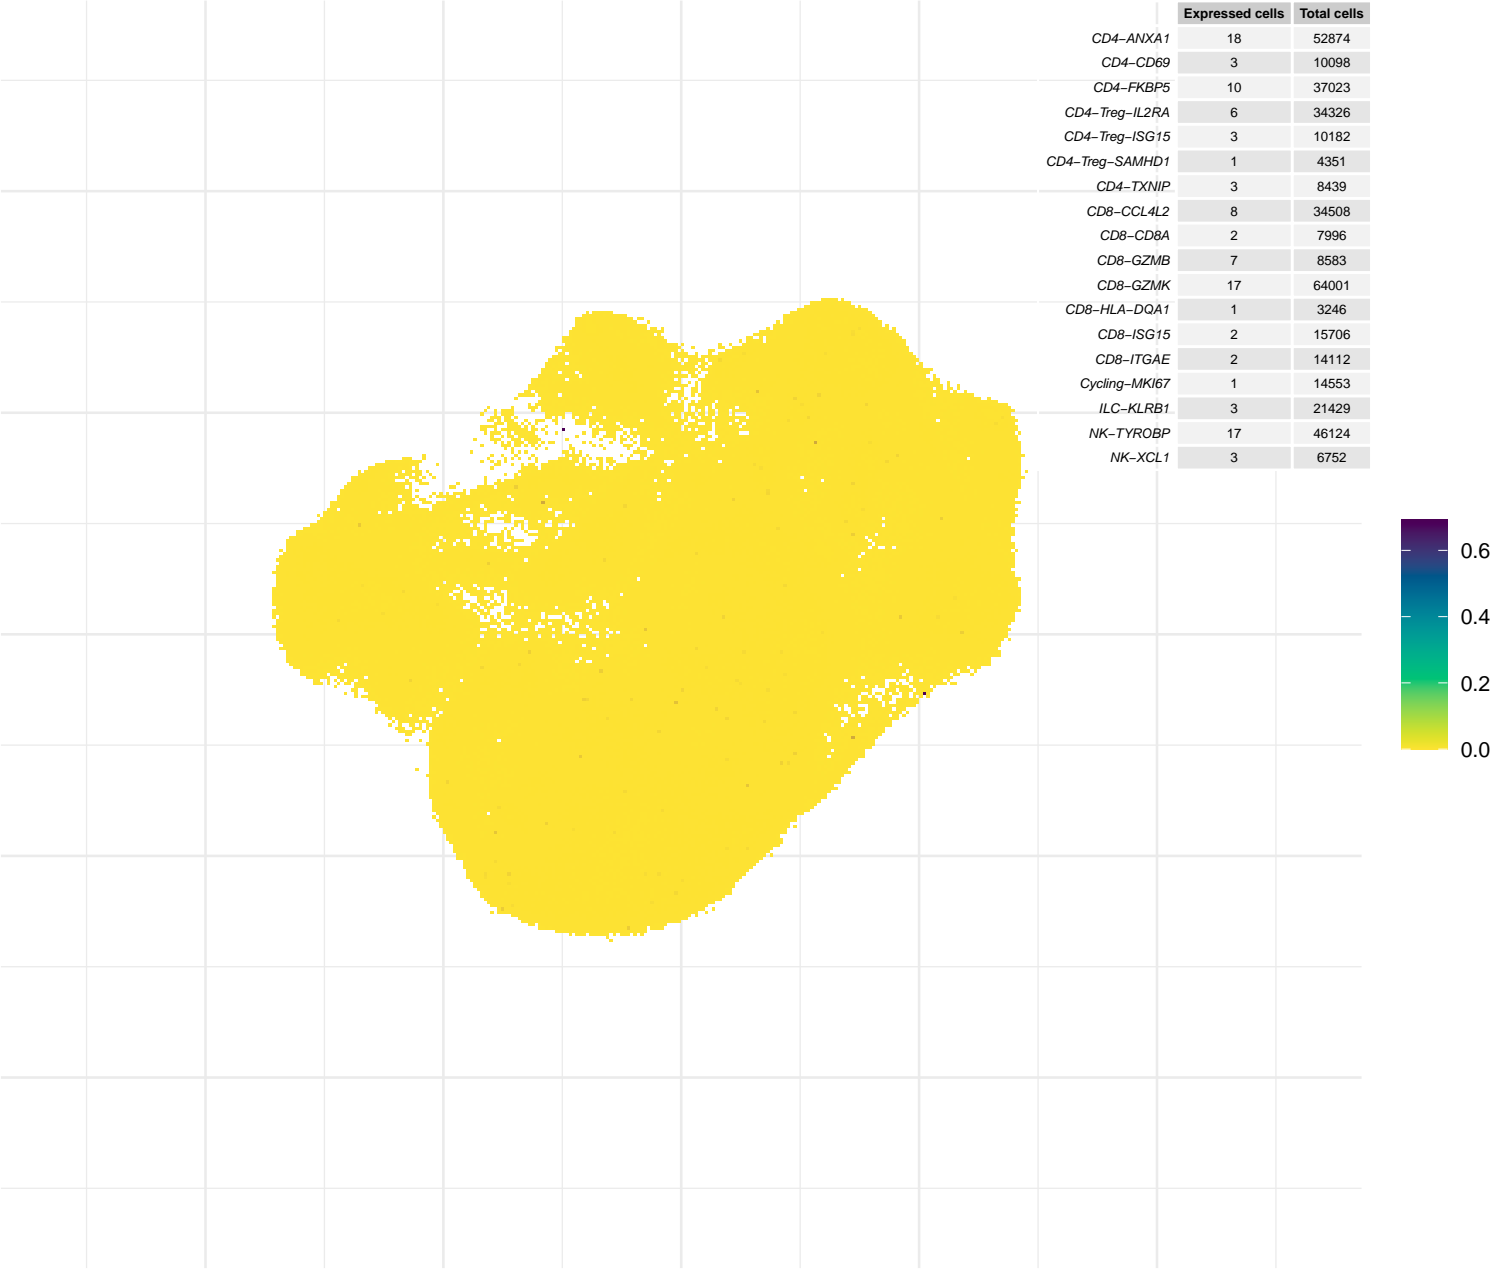 Expressed cells Total cells
CD4−ANXA1 18 52874
CD4−CD69 3 10098
CD4−FKBP5 10 37023
CD4−Treg−IL2RA 6 34326
CD4−Treg−ISG15 3 10182
CD4−Treg−SAMHD1 1 4351
CD4−TXNIP 3 8439
CD8−CCL4L2 8 34508
CD8−CD8A 2 7996
CD8−GZMB 7 8583
CD8−GZMK 17 64001
CD8−HLA−DQA1 1 3246
CD8−ISG15 2 15706
CD8−ITGAE 2 14112
Cycling−MKI67 1 14553
ILC−KLRB1 3 21429
NK−TYROBP 17 46124
NK−XCL1 3 6752
0.6
0.4
0.2
0.0